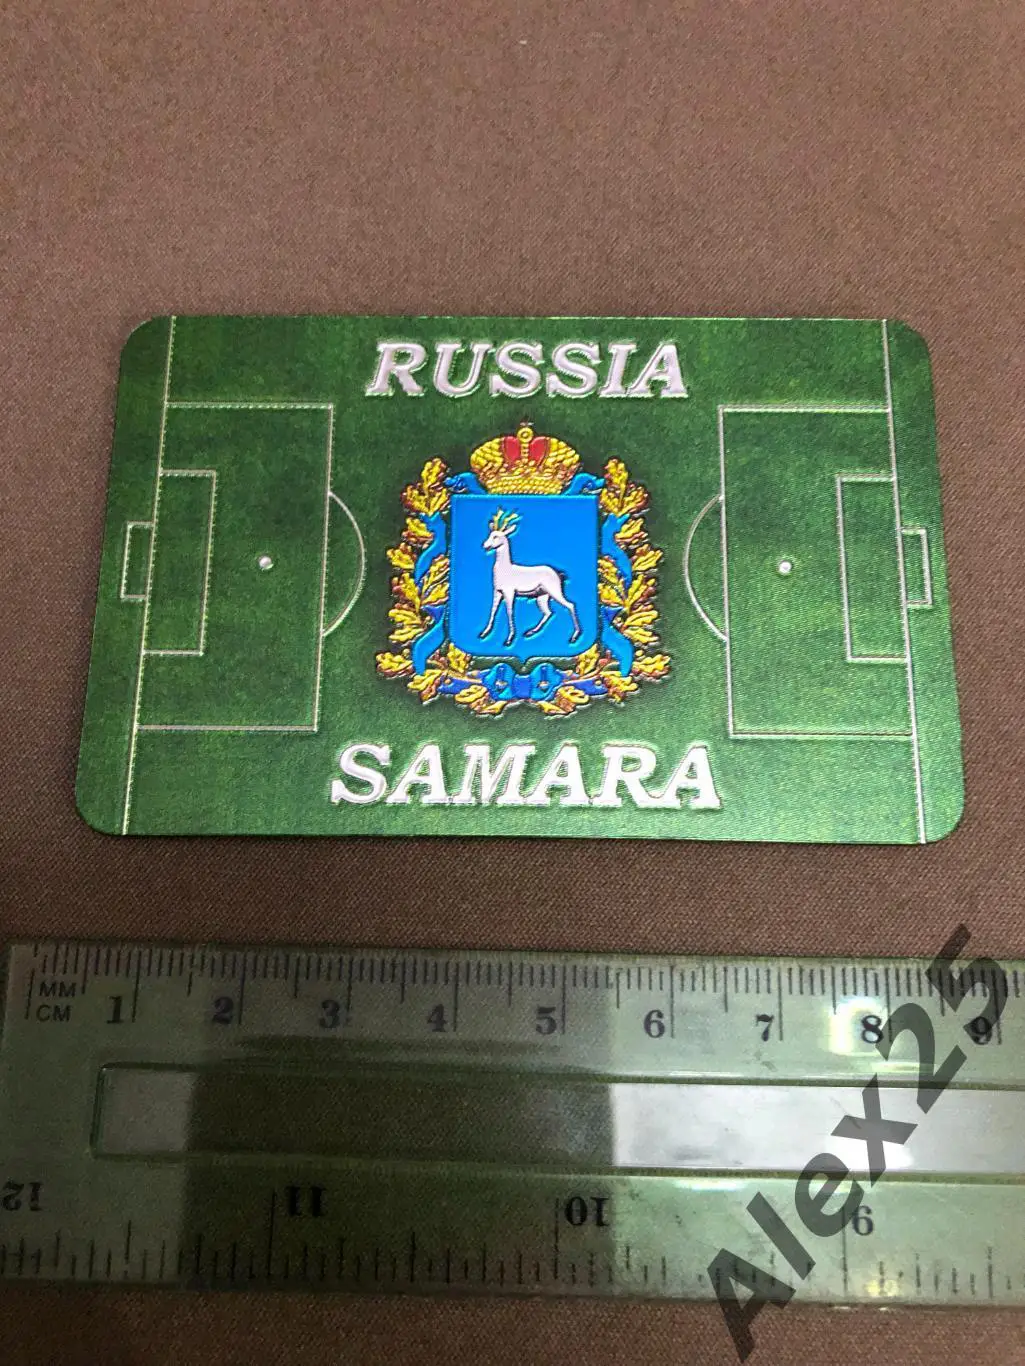 RUSSIA
SAMARA
MM
CM
1 2 3 4 5 6 7 8 9
12 11 10 9
Alex25